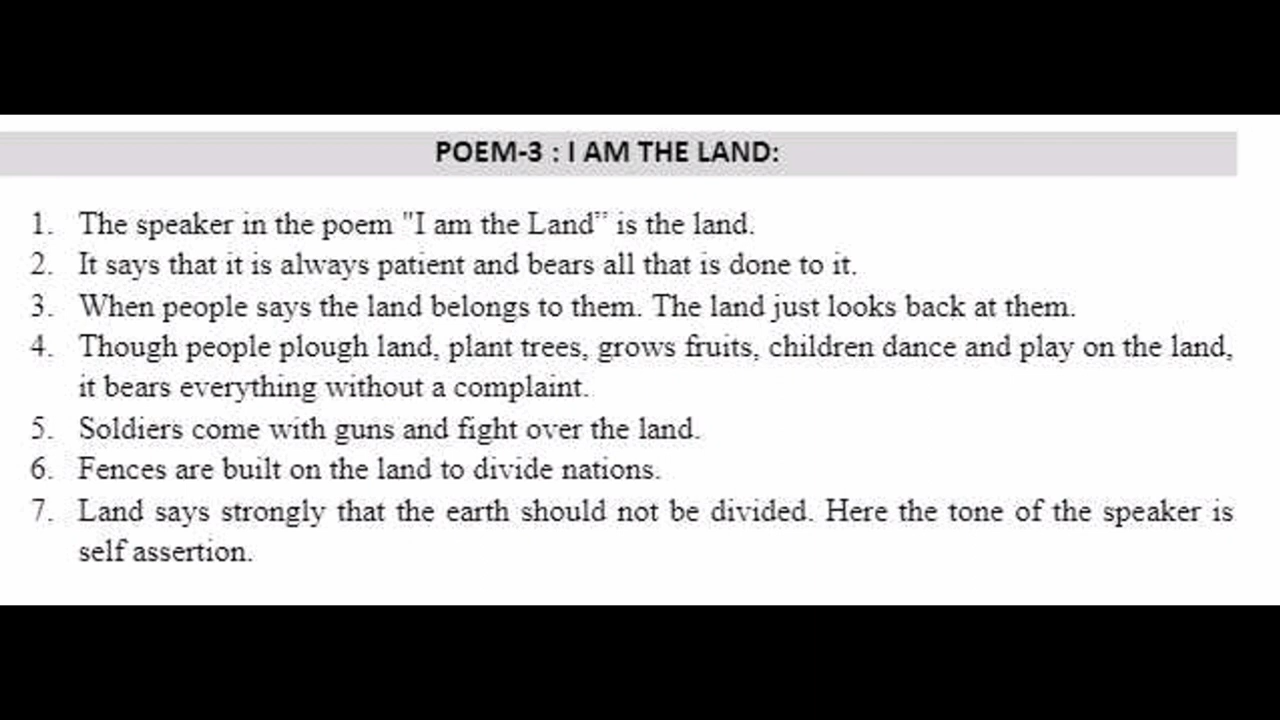 POEM-3 : I AM THE LAND:
1. The speaker in the poem "I am the Land" is the land.
2. It says that it is always patient and bears all that is done to it.
3. When people says the land belongs to them. The land just looks back at them.
4. Though people plough land, plant trees, grows fruits, children dance and play on the land,
it bears everything without a complaint.
5. Soldiers come with guns and fight over the land.
6. Fences are built on the land to divide nations.
7. Land says strongly that the earth should not be divided. Here the tone of the speaker is
self assertion.